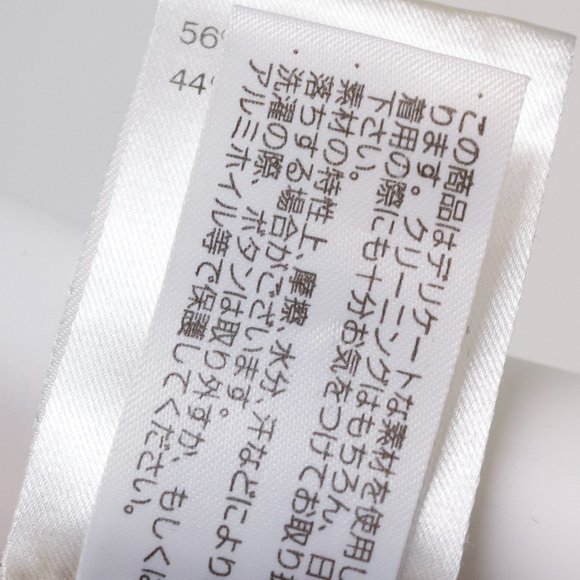 この商品はデリケートな素材を使用し
ります。クリーニングはもちろん、日
着用の際にも十分お気をつけてお取り
下さい。
素材の特性上、摩擦、水分、汗などにより
落ちする場合がございます。
洗濯の際、ボタンは取り外すか、もしくは
アルミホイル等で保護してください。
56
44